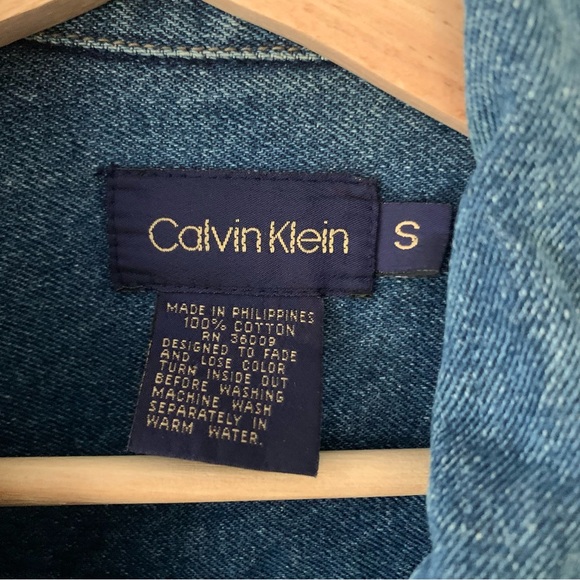 Calvin Klein
S
MADE IN PHILIPPINES
100% COTTON
RN 36009
DESIGNED TO FADE
AND LOSE COLOR
TURN INSIDE OUT
BEFORE WASHING
MACHINE WASH
SEPARATELY IN
WARM WATER.